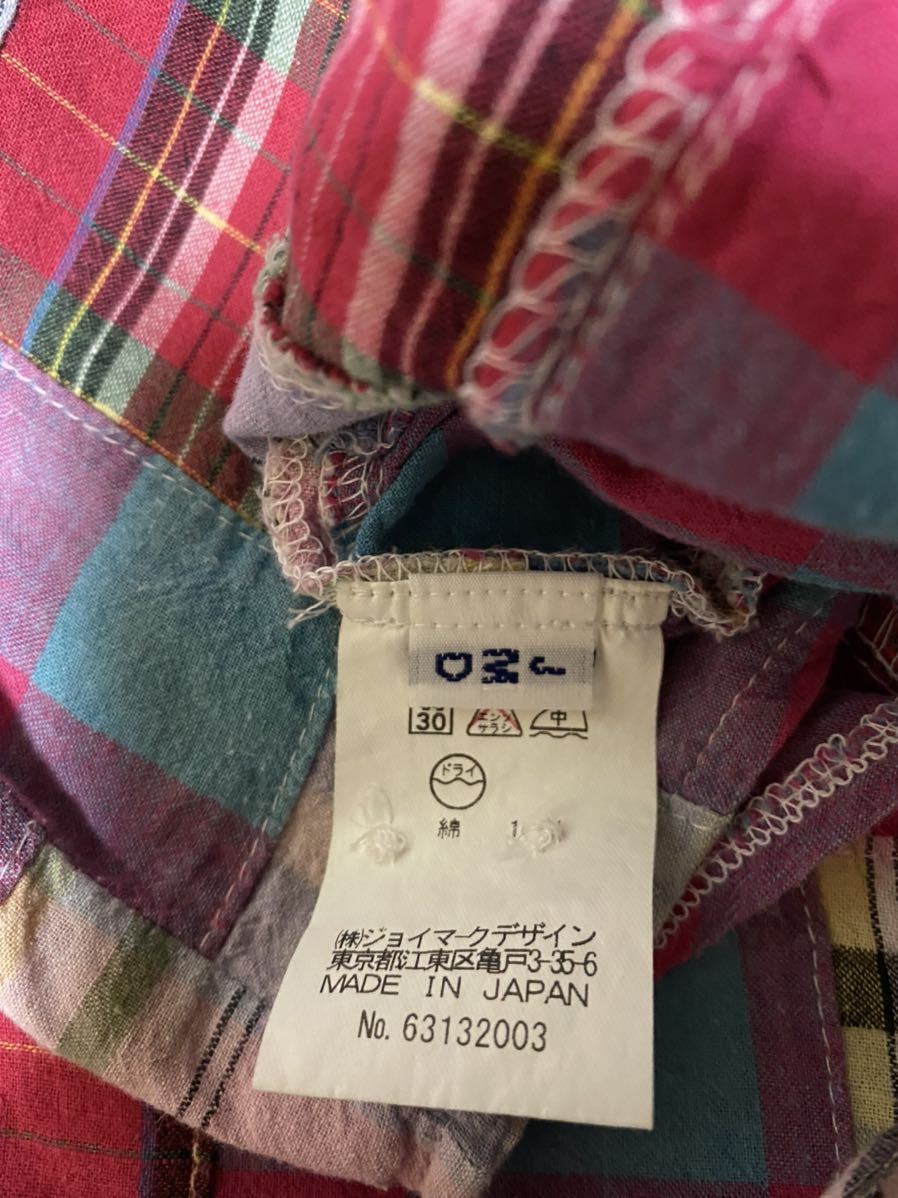 30 エンソ サラシ 中
ドライ
綿
(株)ジョイマークデザイン
東京都江東区亀戸3-35-6
MADE IN JAPAN
No. 63132003